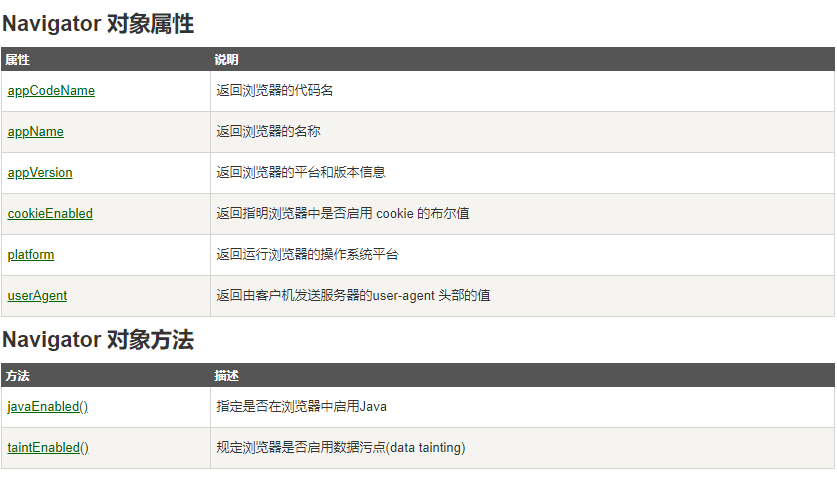 Navigator 对象属性
属性 说明
appCodeName 返回浏览器的代码名
appName 返回浏览器的名称
appVersion 返回浏览器的平台和版本信息
cookieEnabled 返回指明浏览器中是否启用 cookie 的布尔值
platform 返回运行浏览器的操作系统平台
userAgent 返回由客户机发送服务器的user-agent 头部的值
Navigator 对象方法
方法 描述
javaEnabled() 指定是否在浏览器中启用Java
taintEnabled() 规定浏览器是否启用数据污点(data tainting)